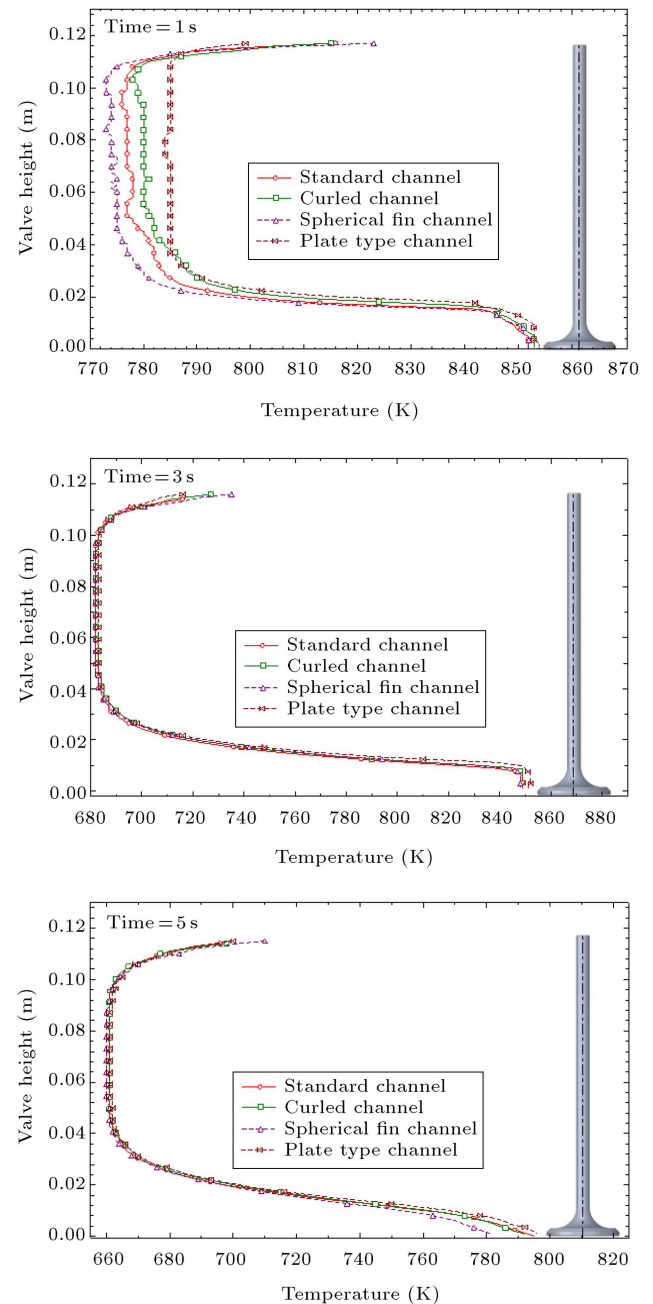 Time = 1 s
0.12
0.10
0.08
0.06
0.04
0.02
0.00
Valve height (m)
Standard channel
Curled channel
Spherical fin channel
Plate type channel
770 780 790 800 810 820 830 840 850 860 870
Temperature (K)
Time = 3 s
0.12
0.10
0.08
0.06
0.04
0.02
0.00
Valve height (m)
Standard channel
Curled channel
Spherical fin channel
Plate type channel
680 700 720 740 760 780 800 820 840 860 880
Temperature (K)
Time = 5 s
0.12
0.10
0.08
0.06
0.04
0.02
0.00
Valve height (m)
Standard channel
Curled channel
Spherical fin channel
Plate type channel
660 680 700 720 740 760 780 800 820
Temperature (K)